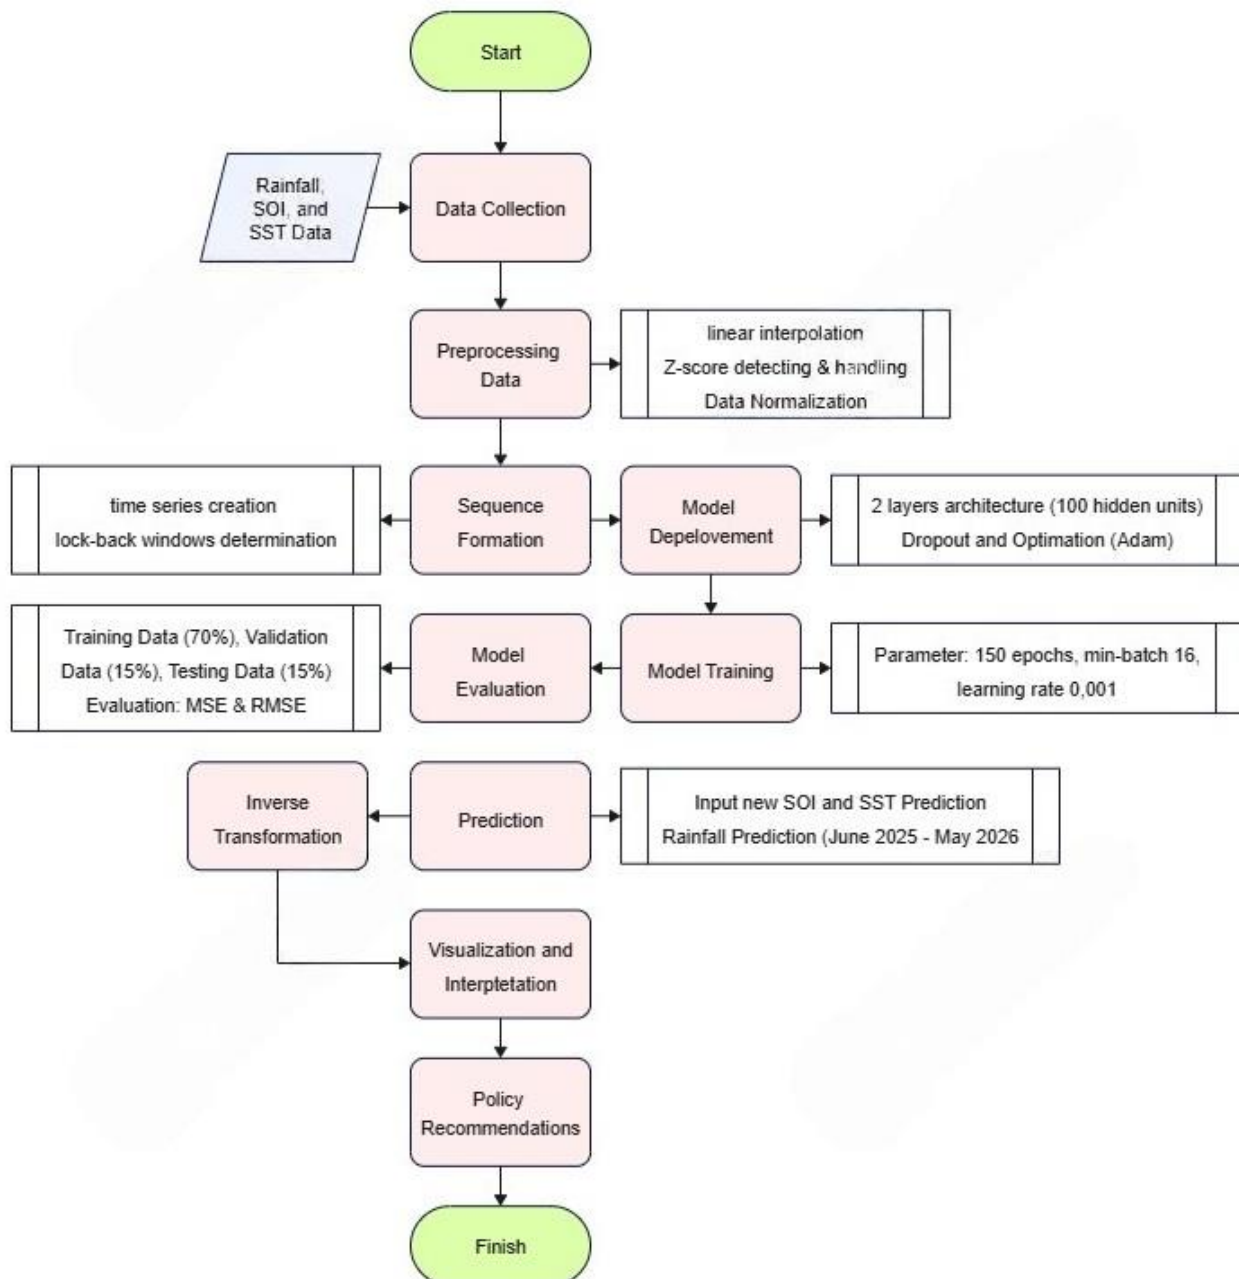 Start
Rainfall,
SOI, and
SST Data
Data Collection
Preprocessing
Data
linear interpolation
Z-score detecting & handling
Data Normalization
time series creation
lock-back windows determination
Sequence
Formation
Model
Depelovement
2 layers architecture (100 hidden units)
Dropout and Optimation (Adam)
Training Data (70%), Validation
Data (15%), Testing Data (15%)
Evaluation: MSE & RMSE
Model
Evaluation
Model Training
Parameter: 150 epochs, min-batch 16,
learning rate 0,001
Inverse
Transformation
Prediction
Input new SOI and SST Prediction
Rainfall Prediction (June 2025 - May 2026
Visualization and
Interptetation
Policy
Recommendations
Finish